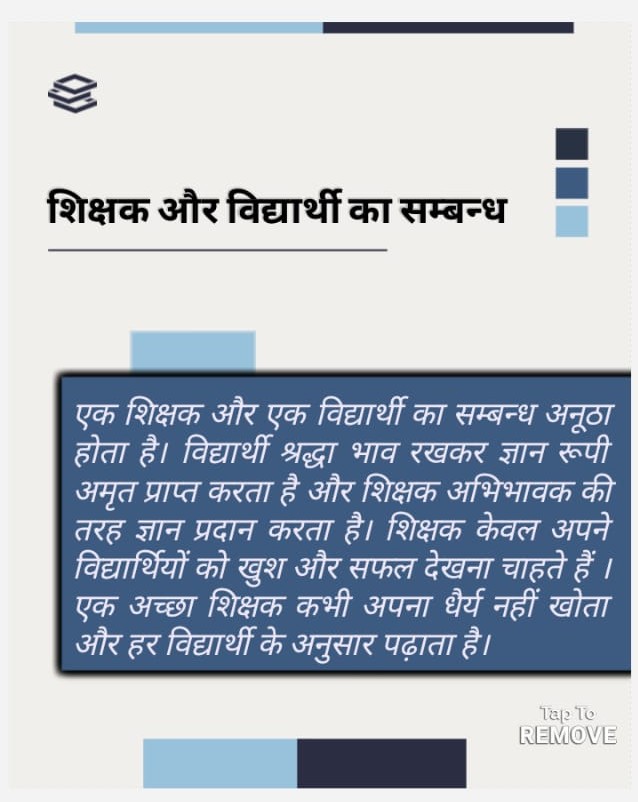 शिक्षक और विद्यार्थी का सम्बन्ध
एक शिक्षक और एक विद्यार्थी का सम्बन्ध अनूठा
होता है। विद्यार्थी श्रद्धा भाव रखकर ज्ञान रूपी
अमृत प्राप्त करता है और शिक्षक अभिभावक की
तरह ज्ञान प्रदान करता है। शिक्षक केवल अपने
विद्यार्थियों को खुश और सफल देखना चाहते हैं ।
एक अच्छा शिक्षक कभी अपना धैर्य नहीं खोता
और हर विद्यार्थी के अनुसार पढ़ाता है।
Tap To
REMOVE